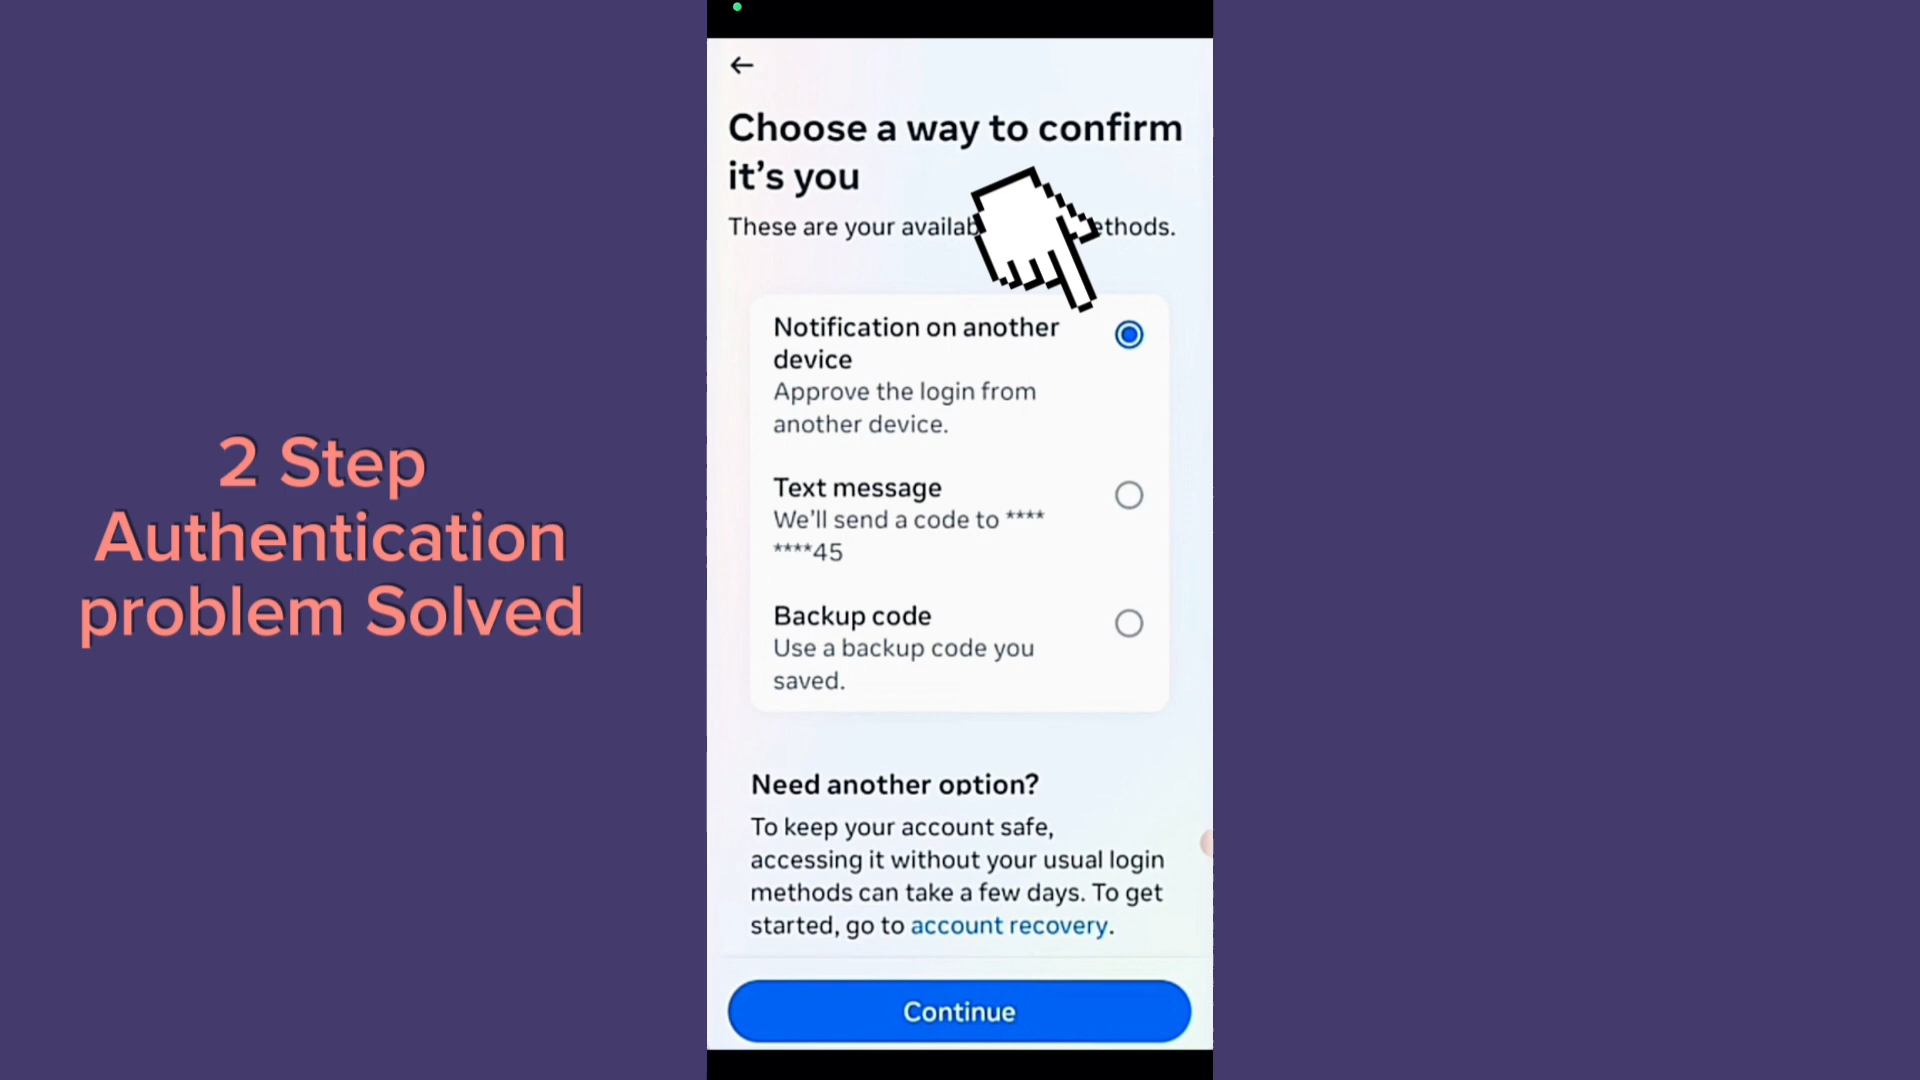 2 Step
Authentication
problem Solved
Choose a way to confirm
it’s you
These are your ethods.
Notification on another
device
Approve the login from
another device.
Text message
We’ll send a code to ****
****45
Backup code
Use a backup code you
saved.
Need another option?
To keep your account safe,
accessing it without your usual login
methods can take a few days. To get
started, go to account recovery.
Continue